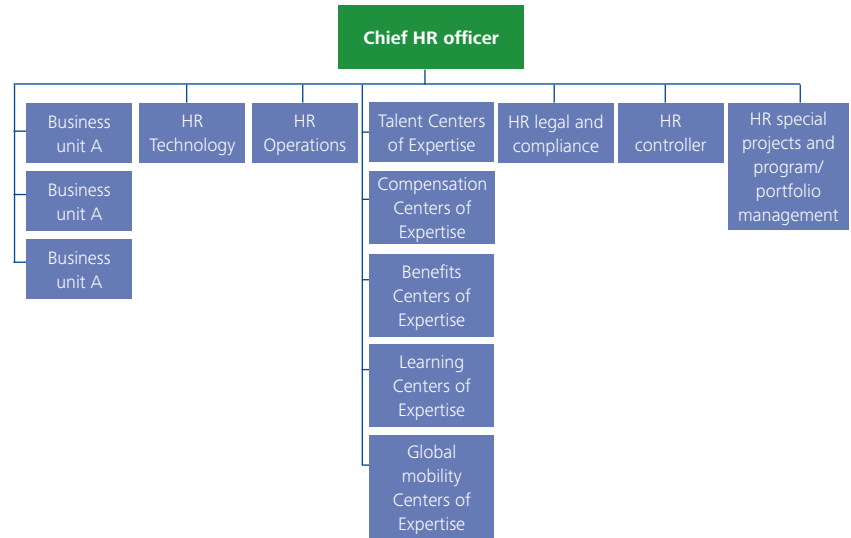 Chief HR officer
Business
unit A
HR
Technology
HR
Operations
Talent Centers
of Expertise
HR legal and
compliance
HR
controller
HR special
projects and
program/
portfolio
management
Business
unit A
Compensation
Centers of
Expertise
Business
unit A
Benefits
Centers of
Expertise
Learning
Centers of
Expertise
Global
mobility
Centers of
Expertise